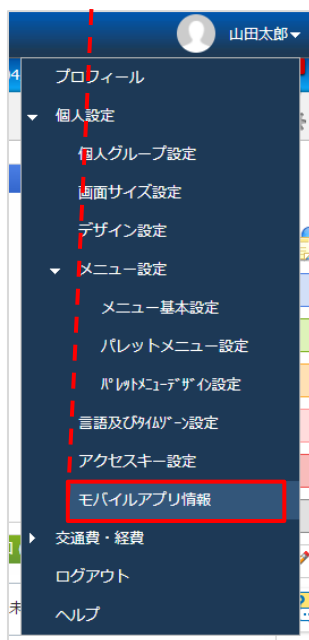 山田太郎▼
プロフィール
個人設定
個人グループ設定
画面サイズ設定
デザイン設定
メニュー設定
メニュー基本設定
パレットメニュー設定
ﾊﾟﾚｯﾄﾒﾆｭｰﾃﾞｻﾞｲﾝ設定
言語及びﾀｲﾑｿﾞｰﾝ設定
アクセスキー設定
モバイルアプリ情報
交通費・経費
ログアウト
未
ヘルプ